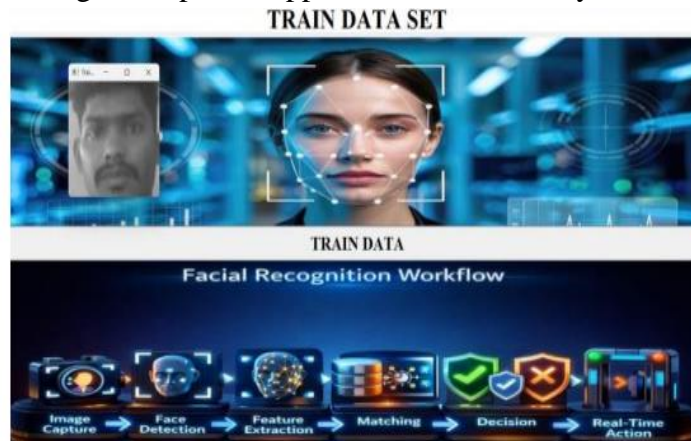 TRAIN DATA SET
TRAIN DATA
Facial Recognition Workflow
Image Capture
Face Detection
Feature Extraction
Matching
Decision
Real-Time Action